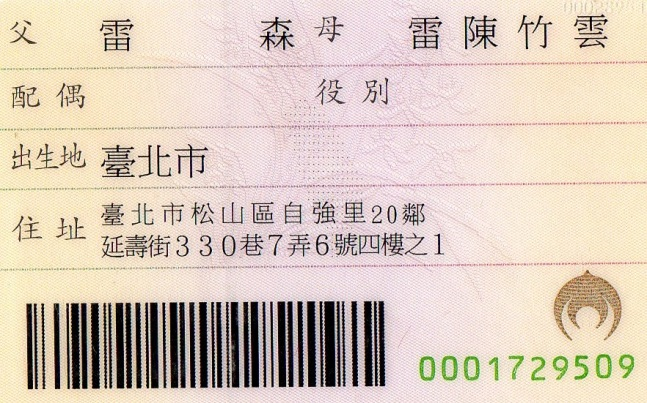 父 雷 森 母 雷陳竹雲
配偶 役別
出生地 臺北市
住址 臺北市松山區自強里20鄰
延壽街330巷7弄6號四樓之1
0001729509